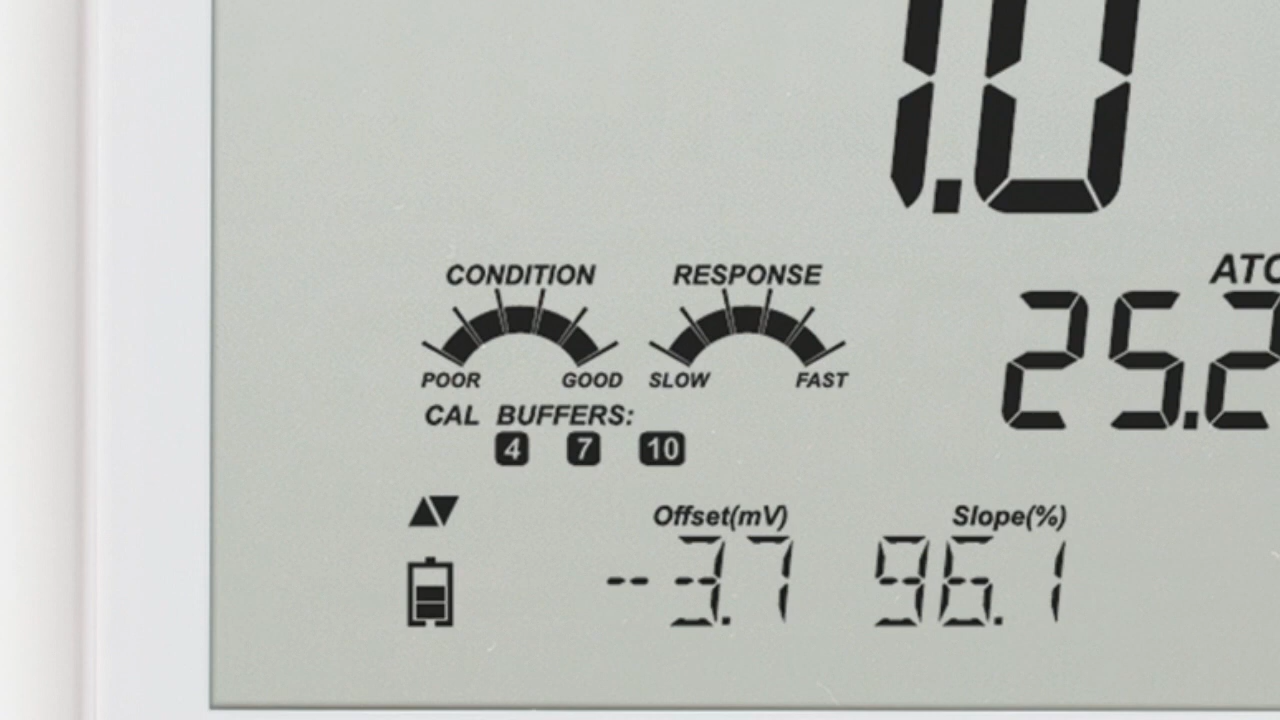 1.0
CONDITION RESPONSE
ATC
POOR GOOD SLOW FAST
25.2
CAL BUFFERS:
4 7 10
Offset(mV) Slope(%)
-3.7 96.1